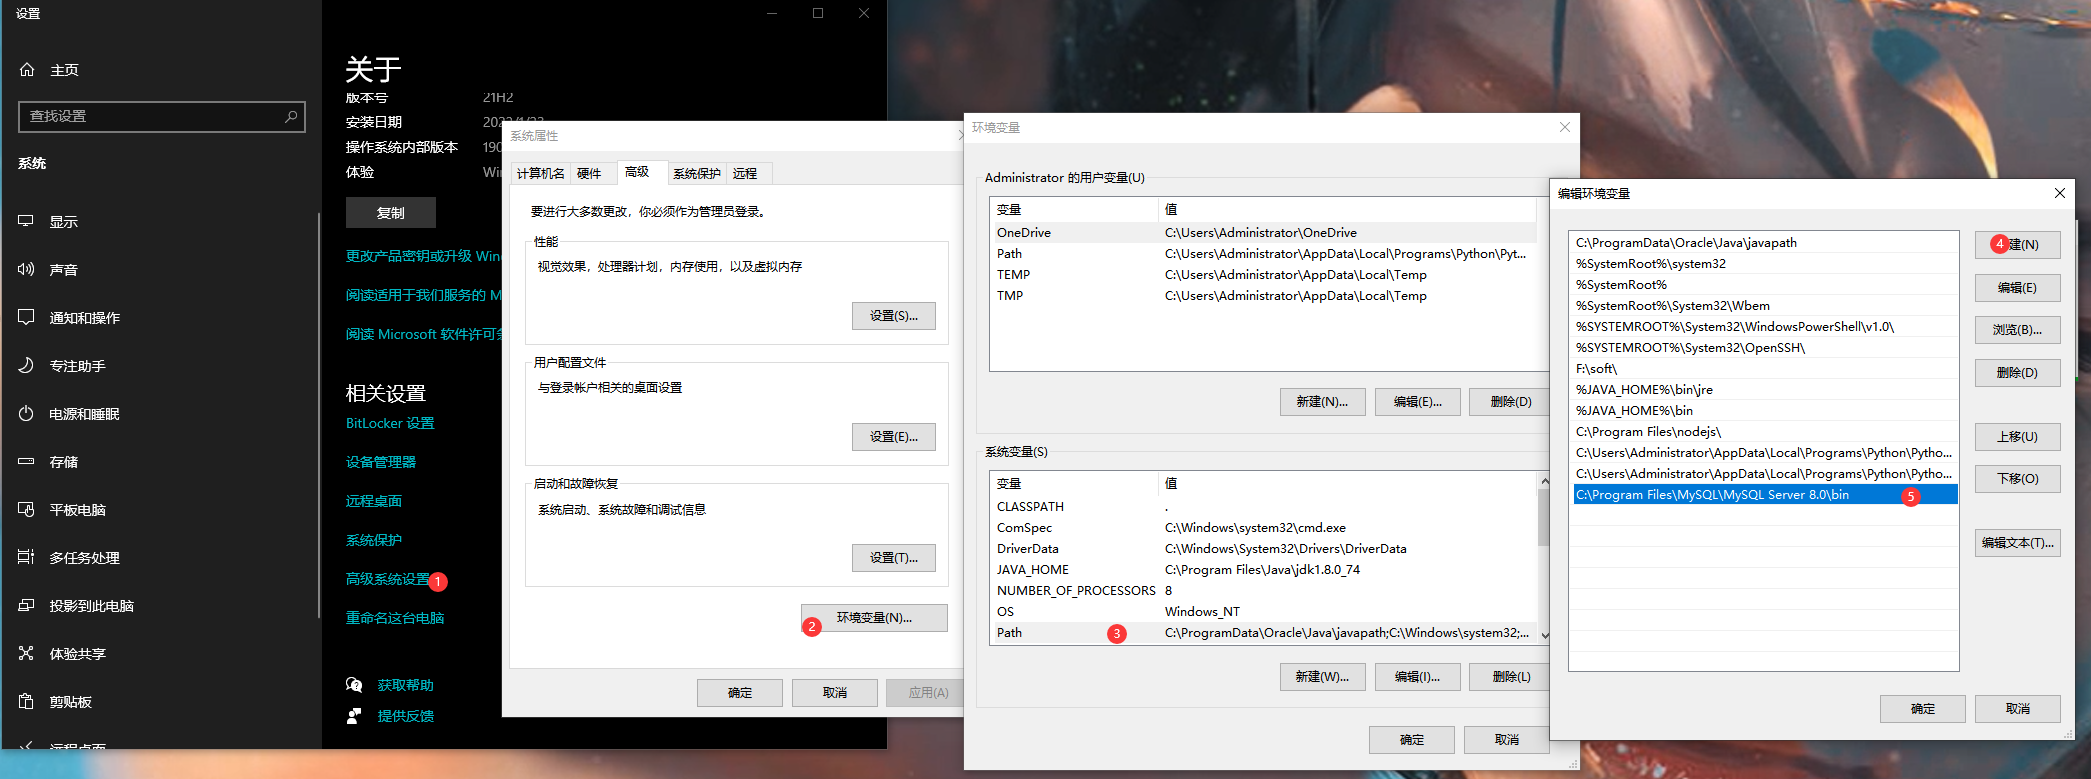 设置
主页
查找设置
系统
显示
声音
通知和操作
专注助手
电源和睡眠
存储
平板电脑
多任务处理
投影到此电脑
体验共享
剪贴板
远程桌面
关于
版本号 21H2
安装日期
操作系统内部版本 190
体验 Wi
复制
更改产品密钥或升级 Win
阅读适用于我们服务的 M
阅读 Microsoft 软件许可条
相关设置
BitLocker 设置
设备管理器
远程桌面
系统保护
高级系统设置 1
重命名这台电脑
获取帮助
提供反馈
系统属性
计算机名 硬件 高级 系统保护 远程
要进行大多数更改，你必须作为管理员登录。
性能
视觉效果，处理器计划，内存使用，以及虚拟内存
设置(S)...
用户配置文件
与登录帐户相关的桌面设置
设置(E)...
启动和故障恢复
系统启动、系统故障和调试信息
设置(T)...
2 环境变量(N)...
确定 取消 应用(A)
环境变量
Administrator 的用户变量(U)
变量 值
OneDrive C:\Users\Administrator\OneDrive
Path C:\Users\Administrator\AppData\Local\Programs\Python\Pyt...
TEMP C:\Users\Administrator\AppData\Local\Temp
TMP C:\Users\Administrator\AppData\Local\Temp
新建(N)... 编辑(E)... 删除(D)
系统变量(S)
变量 值
CLASSPATH .
ComSpec C:\Windows\system32\cmd.exe
DriverData C:\Windows\System32\Drivers\DriverData
JAVA_HOME C:\Program Files\Java\jdk1.8.0_74
NUMBER_OF_PROCESSORS 8
OS Windows_NT
Path 3 C:\ProgramData\Oracle\Java\javapath;C:\Windows\system32;...
新建(W)... 编辑(I)... 删除(L)
确定 取消
编辑环境变量
C:\ProgramData\Oracle\Java\javapath
%SystemRoot%\system32
%SystemRoot%
%SystemRoot%\System32\Wbem
%SYSTEMROOT%\System32\WindowsPowerShell\v1.0\
%SYSTEMROOT%\System32\OpenSSH\
F:\soft\
%JAVA_HOME%\bin\jre
%JAVA_HOME%\bin
C:\Program Files\nodejs\
C:\Users\Administrator\AppData\Local\Programs\Python\Pytho...
C:\Users\Administrator\AppData\Local\Programs\Python\Pytho...
C:\Program Files\MySQL\MySQL Server 8.0\bin 5
4 建(N)
编辑(E)
浏览(B)...
删除(D)
上移(U)
下移(O)
编辑文本(T)...
确定 取消